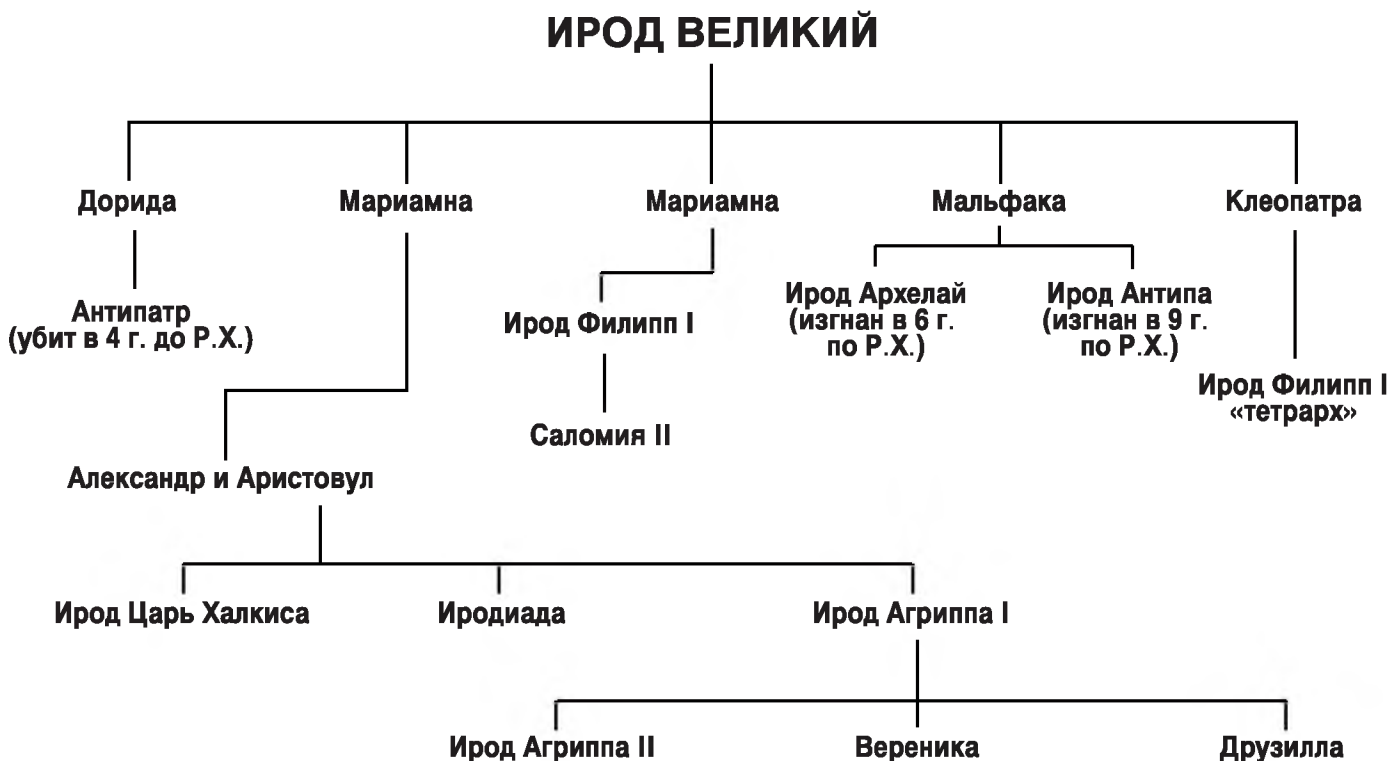 ИРОД ВЕЛИКИЙ
Дорида
Мариамна
Мариамна
Мальфака
Клеопатра
Антипатр
(убит в 4 г. до Р.Х.)
Ирод Филипп I
Ирод Архелай
(изгнан в 6 г.
по Р.Х.)
Ирод Антипа
(изгнан в 9 г.
по Р.Х.)
Ирод Филипп I
«тетрарх»
Саломия II
Александр и Аристовул
Ирод Царь Халкиса
Иродиада
Ирод Агриппа I
Ирод Агриппа II
Вереника
Друзилла